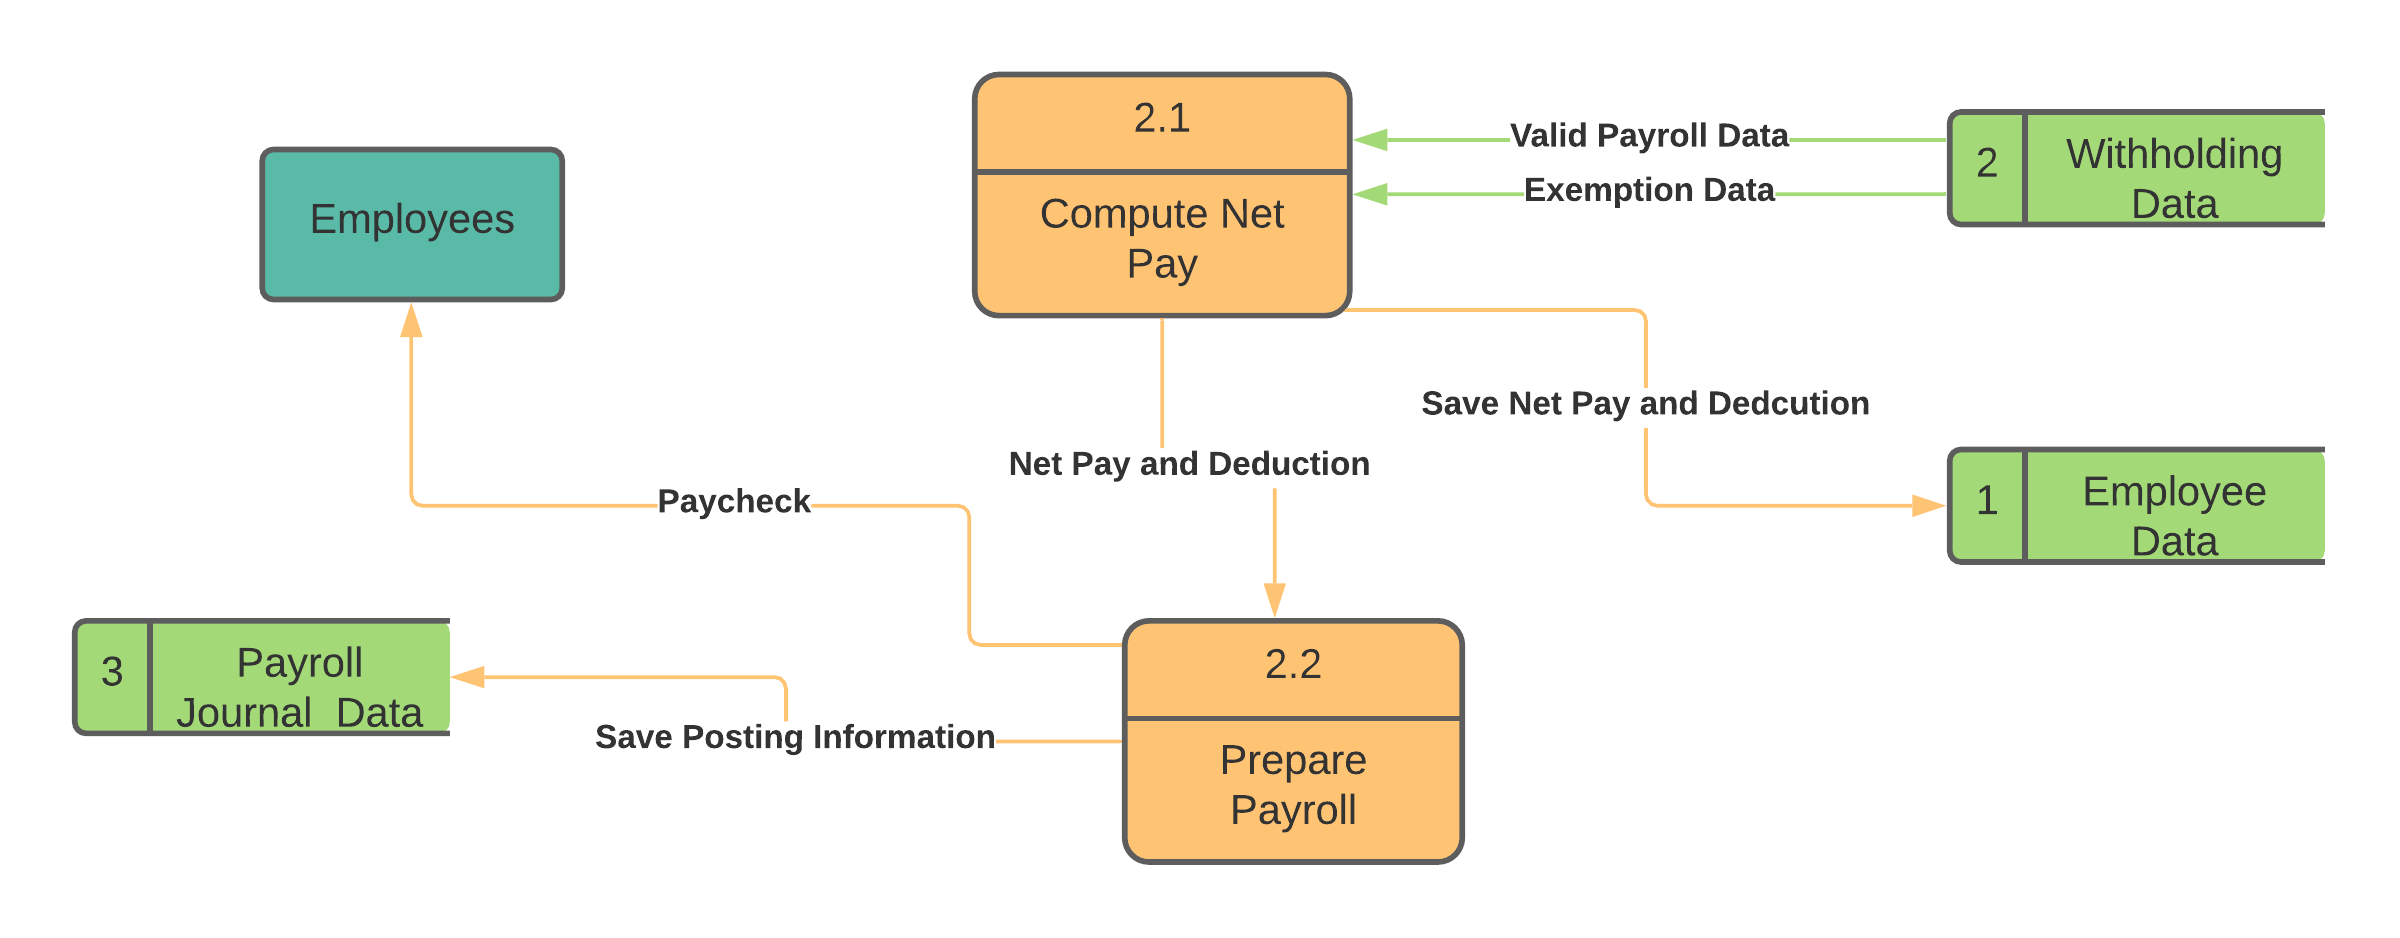 2.1
Compute Net
Pay
Valid Payroll Data
Exemption Data
2
Withholding
Data
Employees
Save Net Pay and Dedcution
Net Pay and Deduction
1
Employee
Data
Paycheck
3
Payroll
Journal  Data
Save Posting Information
2.2
Prepare
Payroll